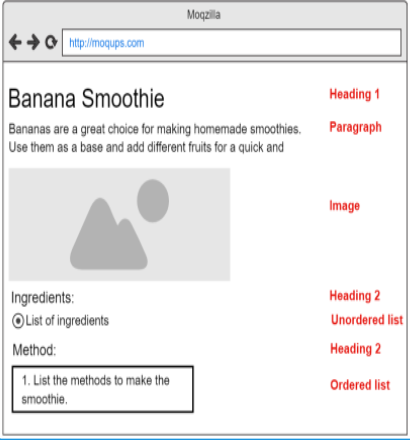 Moqzilla
http://moqups.com
Banana Smoothie
Heading 1
Bananas are a great choice for making homemade smoothies.
Use them as a base and add different fruits for a quick and
Paragraph
Image
Ingredients:
Heading 2
List of ingredients
Unordered list
Method:
Heading 2
1. List the methods to make the
smoothie.
Ordered list